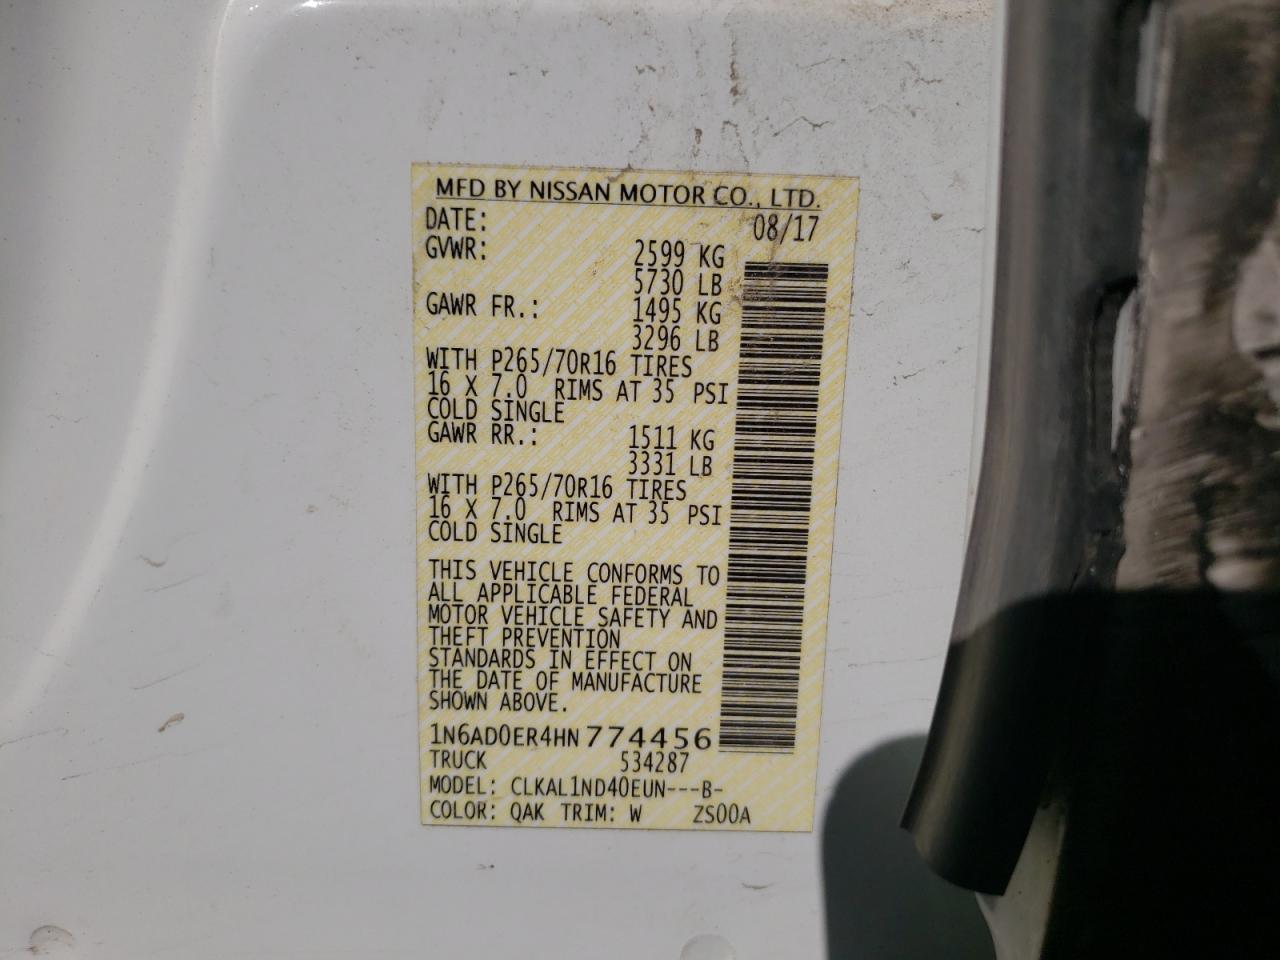 MFD BY NISSAN MOTOR CO., LTD.
DATE: 08/17
GVWR: 2599 KG
5730 LB
GAWR FR.: 1495 KG
3296 LB
WITH P265/70R16 TIRES
16 X 7.0 RIMS AT 35 PSI
COLD SINGLE
GAWR RR.: 1511 KG
3331 LB
WITH P265/70R16 TIRES
16 X 7.0 RIMS AT 35 PSI
COLD SINGLE
THIS VEHICLE CONFORMS TO
ALL APPLICABLE FEDERAL
MOTOR VEHICLE SAFETY AND
THEFT PREVENTION
STANDARDS IN EFFECT ON
THE DATE OF MANUFACTURE
SHOWN ABOVE.
1N6AD0ER4HN774456
TRUCK 534287
MODEL: CLKAL1ND40EUN---B-
COLOR: QAK TRIM: W ZS00A